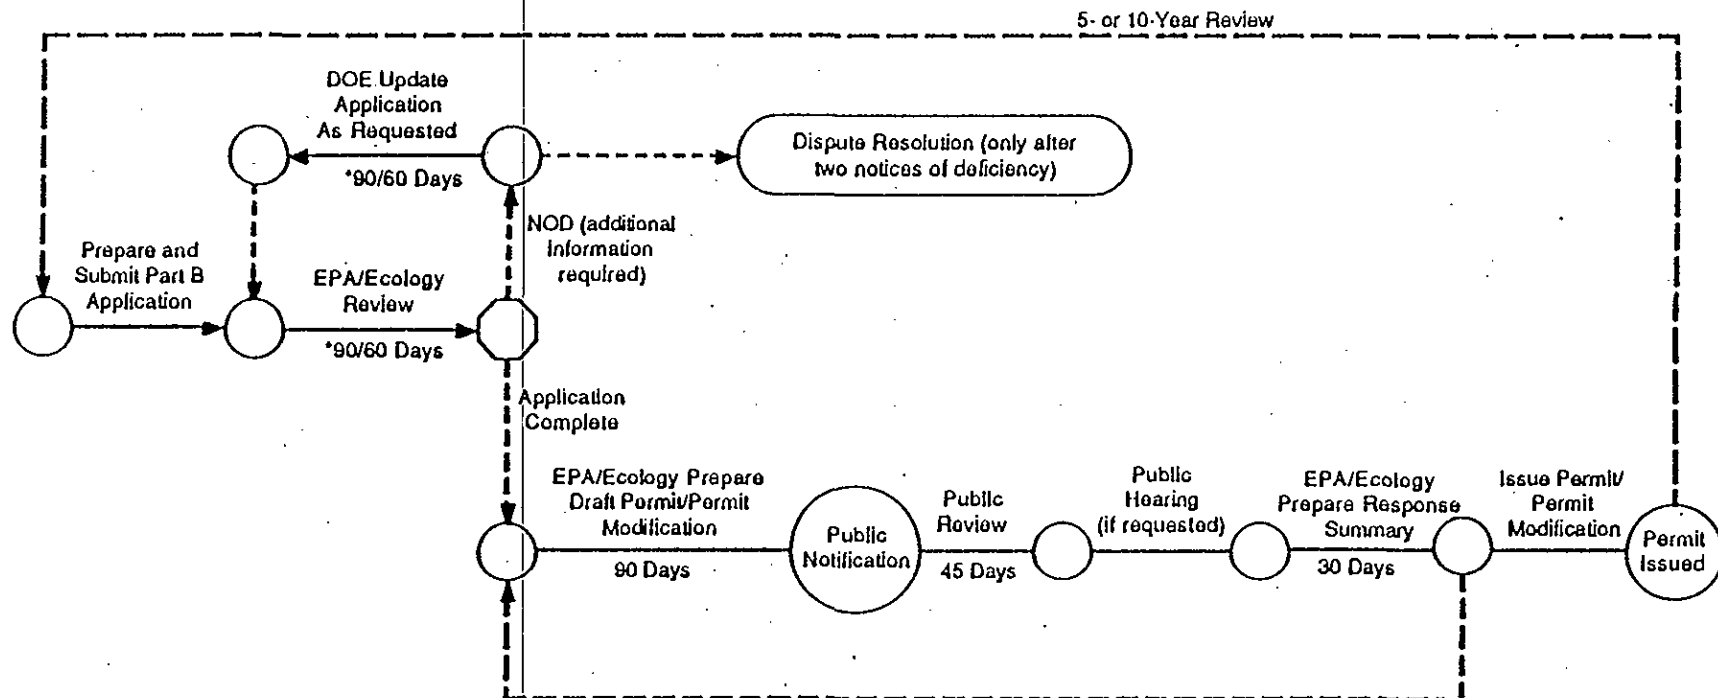 5- or 10-Year Review
DOE Update
Application
As Requested
*90/60 Days
Dispute Resolution (only after
two notices of deficiency)
NOD (additional
Information
required)
Prepare and
Submit Part B
Application
EPA/Ecology
Review
*90/60 Days
Application
Complete
EPA/Ecology Prepare
Draft Permit/Permit
Modification
90 Days
Public
Notification
Public
Review
45 Days
Public
Hearing
(if requested)
EPA/Ecology
Prepare Response
Summary
30 Days
Issue Permit/
Permit
Modification
Permit
Issued